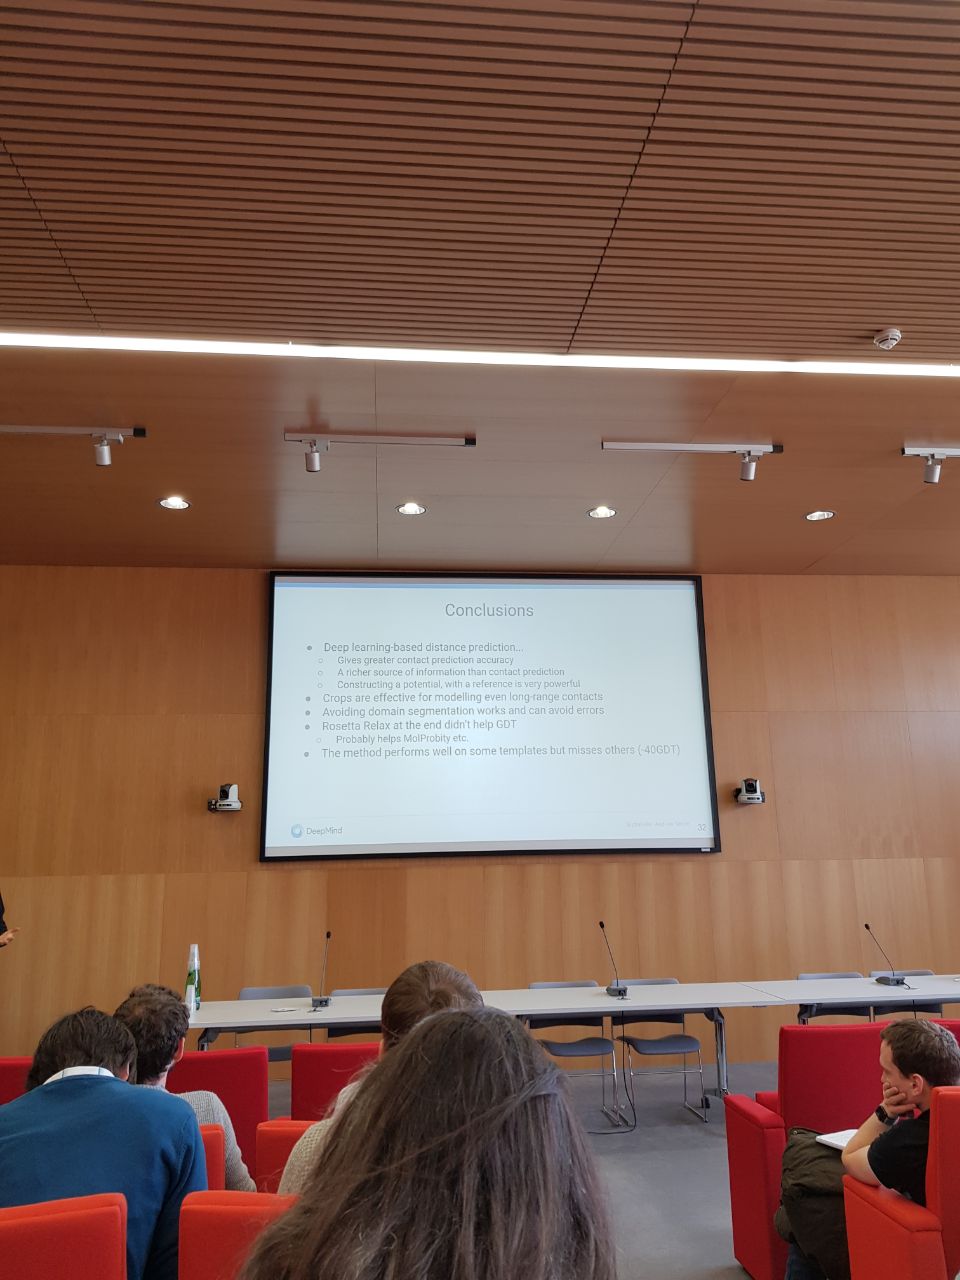 Conclusions
● Deep learning-based distance prediction...
○ Gives greater contact prediction accuracy
○ A richer source of information than contact prediction
○ Constructing a potential, with a reference is very powerful
● Crops are effective for modelling even long-range contacts
● Avoiding domain segmentation works and can avoid errors
● Rosetta Relax at the end didn't help GDT
○ Probably helps MolProbity etc.
● The method performs well on some templates but misses others (-40GDT)
DeepMind
32